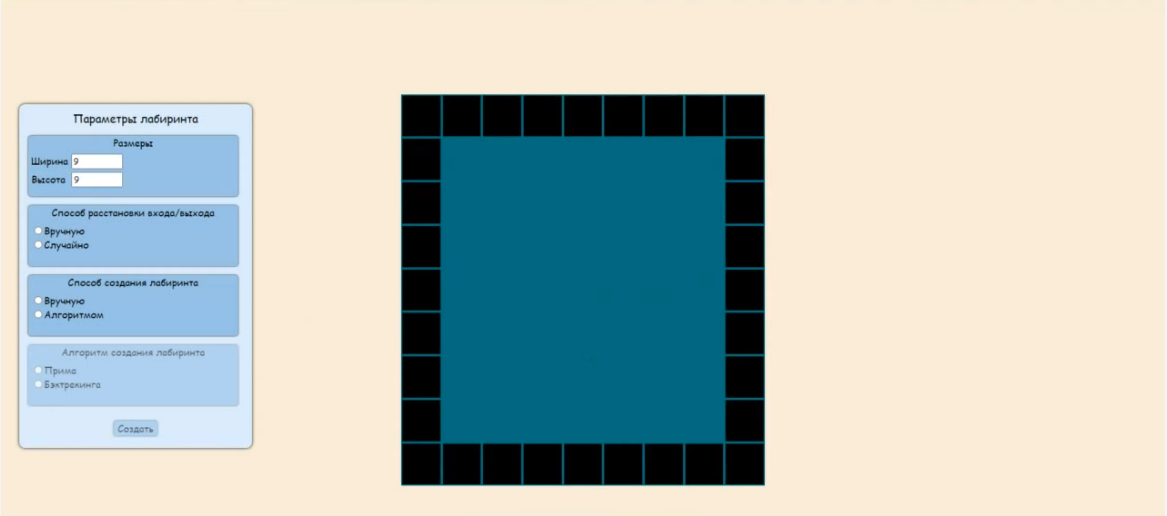 Параметры лабиринта
Размеры
Ширина 9
Высота 9
Способ расстановки входа/выхода
Вручную
Случайно
Способ создания лабиринта
Вручную
Алгоритмом
Алгоритм создания лабиринта
Прима
Бэктрекинга
Создать